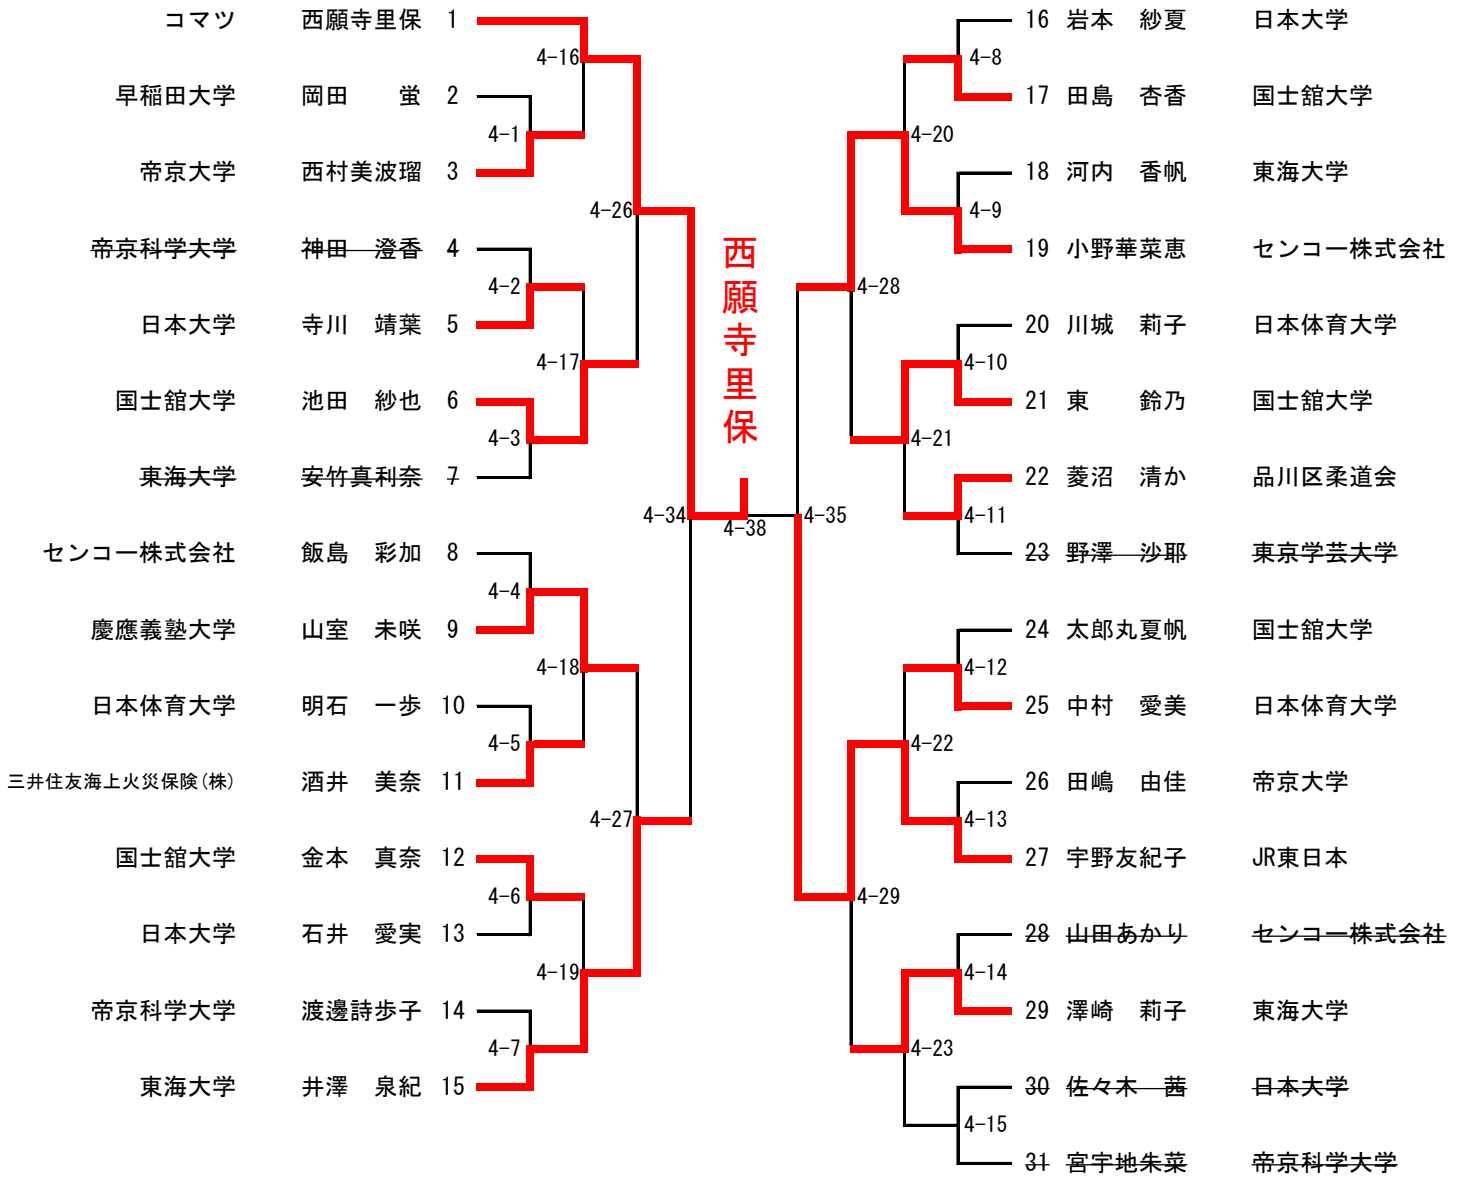 コマツ 西願寺里保 1
4-16
早稲田大学 岡田 蛍 2
4-1
帝京大学 西村美波瑠 3
4-26
帝京科学大学 神田 澄香 4
4-2
日本大学 寺川 靖葉 5
4-17
国士舘大学 池田 紗也 6
4-3
東海大学 安竹真利奈 7
4-34
センコー株式会社 飯島 彩加 8
4-4
慶應義塾大学 山室 未咲 9
4-18
日本体育大学 明石 一歩 10
4-5
三井住友海上火災保険(株) 酒井 美奈 11
4-27
国士舘大学 金本 真奈 12
4-6
日本大学 石井 愛実 13
4-19
帝京科学大学 渡邊詩歩子 14
4-7
東海大学 井澤 泉紀 15
西願寺里保
4-38
16 岩本 紗夏 日本大学
4-8
17 田島 杏香 国士舘大学
4-20
18 河内 香帆 東海大学
4-9
19 小野華菜恵 センコー株式会社
4-28
20 川城 莉子 日本体育大学
4-10
21 東 鈴乃 国士舘大学
4-21
22 菱沼 清か 品川区柔道会
4-11
4-35
23 野澤 沙耶 東京学芸大学
24 太郎丸夏帆 国士舘大学
4-12
25 中村 愛美 日本体育大学
4-22
26 田嶋 由佳 帝京大学
4-13
27 宇野友紀子 JR東日本
4-29
28 山田あかり センコー株式会社
4-14
29 澤崎 莉子 東海大学
4-23
30 佐々木 茜 日本大学
4-15
31 宮宇地朱菜 帝京科学大学